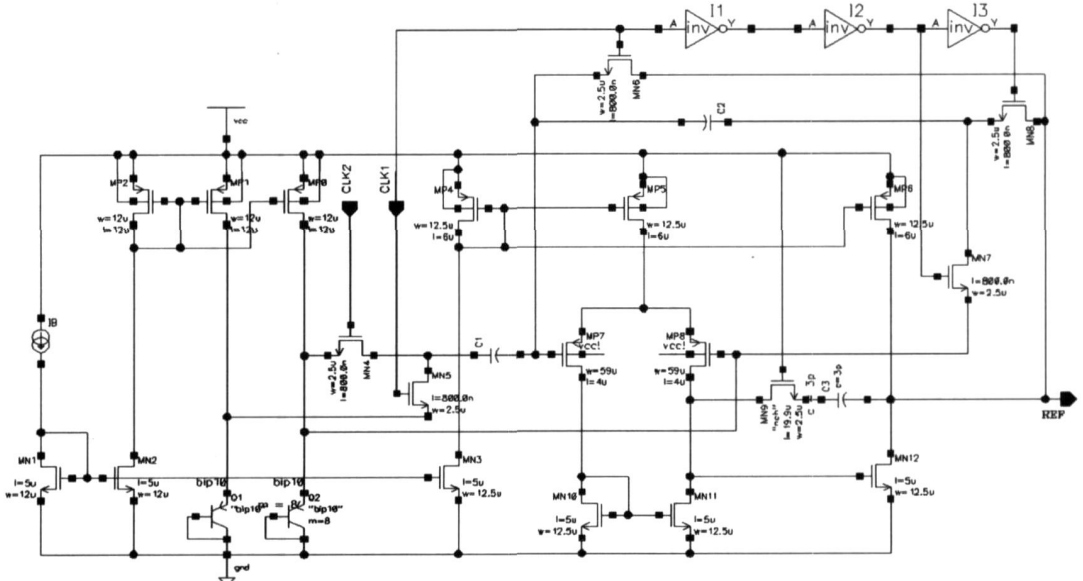 I1
I2
I3
A
inv
Y
A
inv
Y
A
inv
Y
MN6
w=2.5u
l=800.0n
C2
MN8
w=2.5u
l=800.0n
vcc
CLK2
CLK1
MP2
w=12u
l=12u
MP1
w=12u
l=12u
MP0
w=12u
l=12u
MP4
w=12.5u
l=6u
MP5
w=12.5u
l=6u
MP6
w=12.5u
l=6u
MN7
l=800.0n
w=2.5u
IB
MN4
w=2.5u
l=800.0n
C1
MP7
vcc!
w=59u
l=4u
MP8
vcc!
w=59u
l=4u
MN5
l=800.0n
w=2.5u
MN9
"nch"
l=19.9u
w=2.5u
C3
c=3p
REF
MN1
l=5u
w=12u
MN2
l=5u
w=12u
MN3
l=5u
w=12.5u
MN12
l=5u
w=12.5u
bip10
Q1
"bip10"
bip10
Q2
"bip10"
m=8
MN10
l=5u
w=12.5u
MN11
l=5u
w=12.5u
gnd